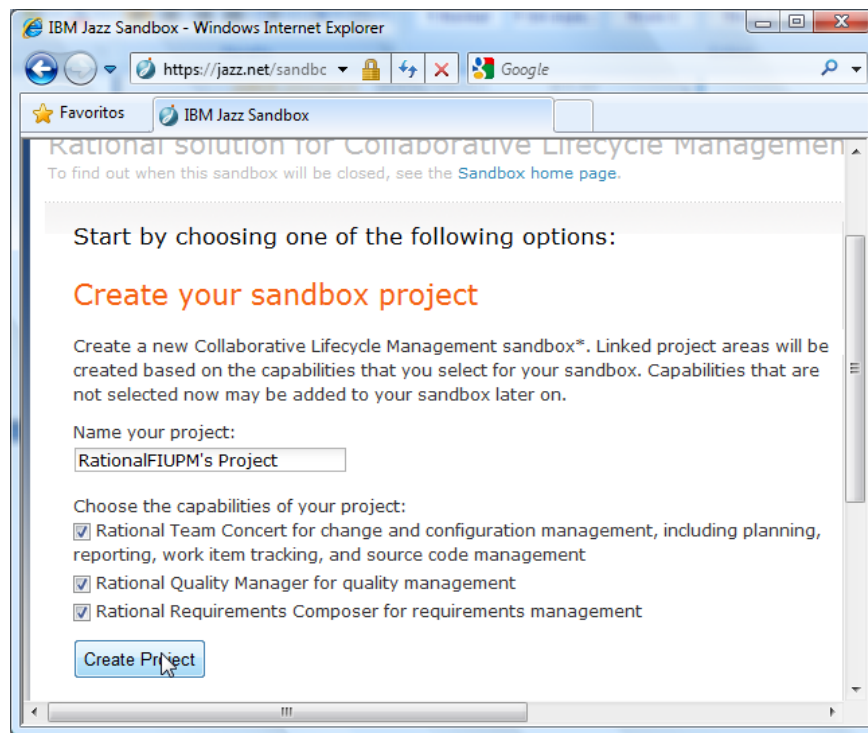 IBM Jazz Sandbox - Windows Internet Explorer
https://jazz.net/sandbc
Google
Favoritos
IBM Jazz Sandbox
Rational solution for Collaborative Lifecycle Managemen
To find out when this sandbox will be closed, see the Sandbox home page.
Start by choosing one of the following options:
Create your sandbox project
Create a new Collaborative Lifecycle Management sandbox*. Linked project areas will be
created based on the capabilities that you select for your sandbox. Capabilities that are
not selected now may be added to your sandbox later on.
Name your project:
RationalFIUPM's Project
Choose the capabilities of your project:
Rational Team Concert for change and configuration management, including planning,
reporting, work item tracking, and source code management
Rational Quality Manager for quality management
Rational Requirements Composer for requirements management
Create Project